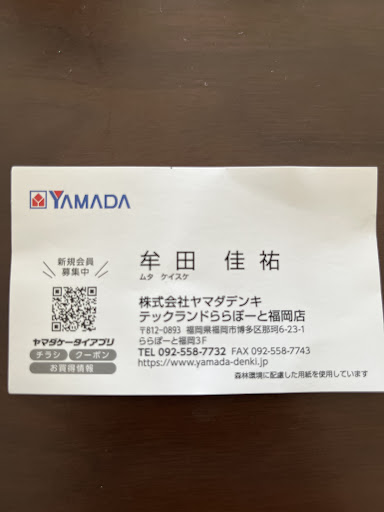 YAMADA
新規会員
募集中
ヤマダケータイアプリ
チラシ クーポン
お買得情報
牟田 佳祐
ムタ ケイスケ
株式会社ヤマダデンキ
テックランドららぽーと福岡店
〒812-0893 福岡県福岡市博多区那珂6-23-1
ららぽーと福岡3F
TEL 092-558-7732 FAX 092-558-7743
https://www.yamada-denki.jp
森林環境に配慮した用紙を使用しています